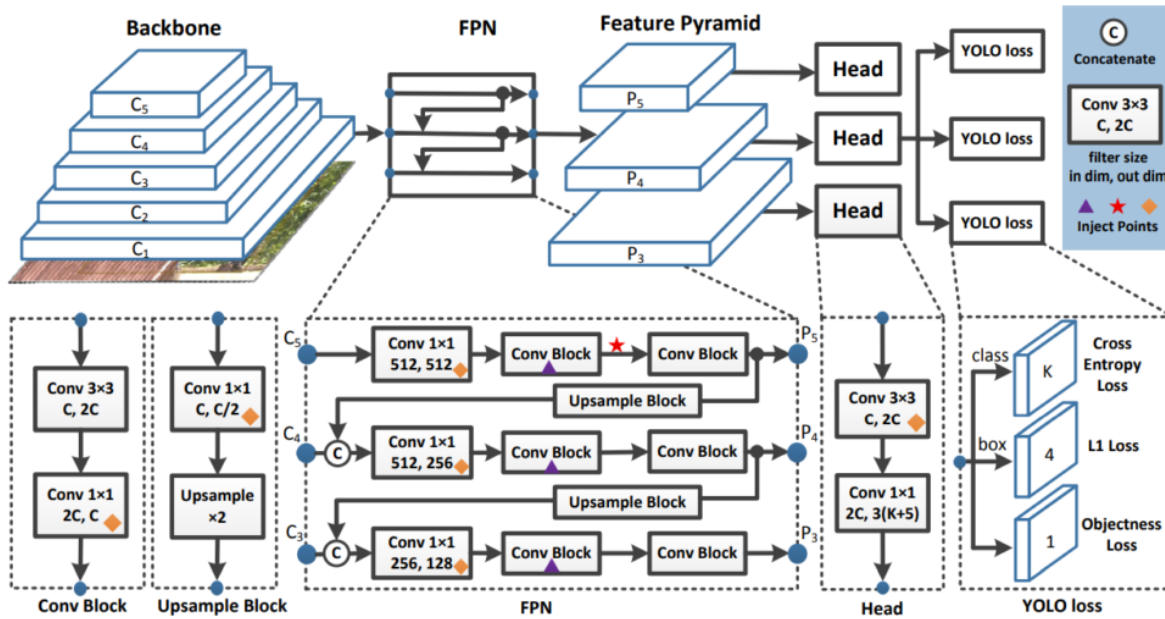 Backbone
FPN
Feature Pyramid
C5
C4
C3
C2
C1
P5
P4
P3
Head
Head
Head
YOLO loss
YOLO loss
YOLO loss
C
Concatenate
Conv 3×3
C, 2C
filter size
in dim, out dim
Inject Points
Conv 3×3
C, 2C
Conv 1×1
2C, C
Conv Block
Conv 1×1
C, C/2
Upsample
×2
Upsample Block
C5
Conv 1×1
512, 512
Conv Block
Conv Block
P5
Upsample Block
C4
C
Conv 1×1
512, 256
Conv Block
Conv Block
P4
Upsample Block
C3
C
Conv 1×1
256, 128
Conv Block
Conv Block
P3
FPN
Conv 3×3
C, 2C
Conv 1×1
2C, 3(K+5)
Head
class
K
Cross
Entropy
Loss
box
4
L1 Loss
1
Objectness
Loss
YOLO loss